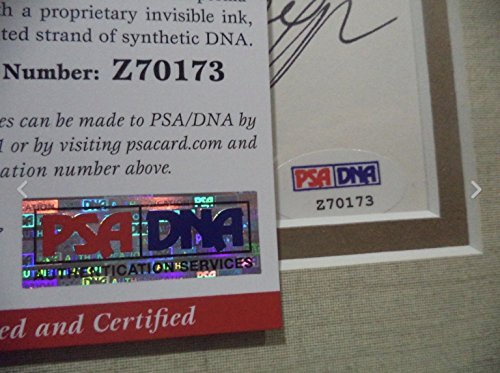 h a proprietary invisible ink,
ted strand of synthetic DNA.
Number: Z70173
es can be made to PSA/DNA by
1 or by visiting psacard.com and
ation number above.
PSA DNA
AUTHENTICATION SERVICES
ed and Certified
PSA DNA
Z70173